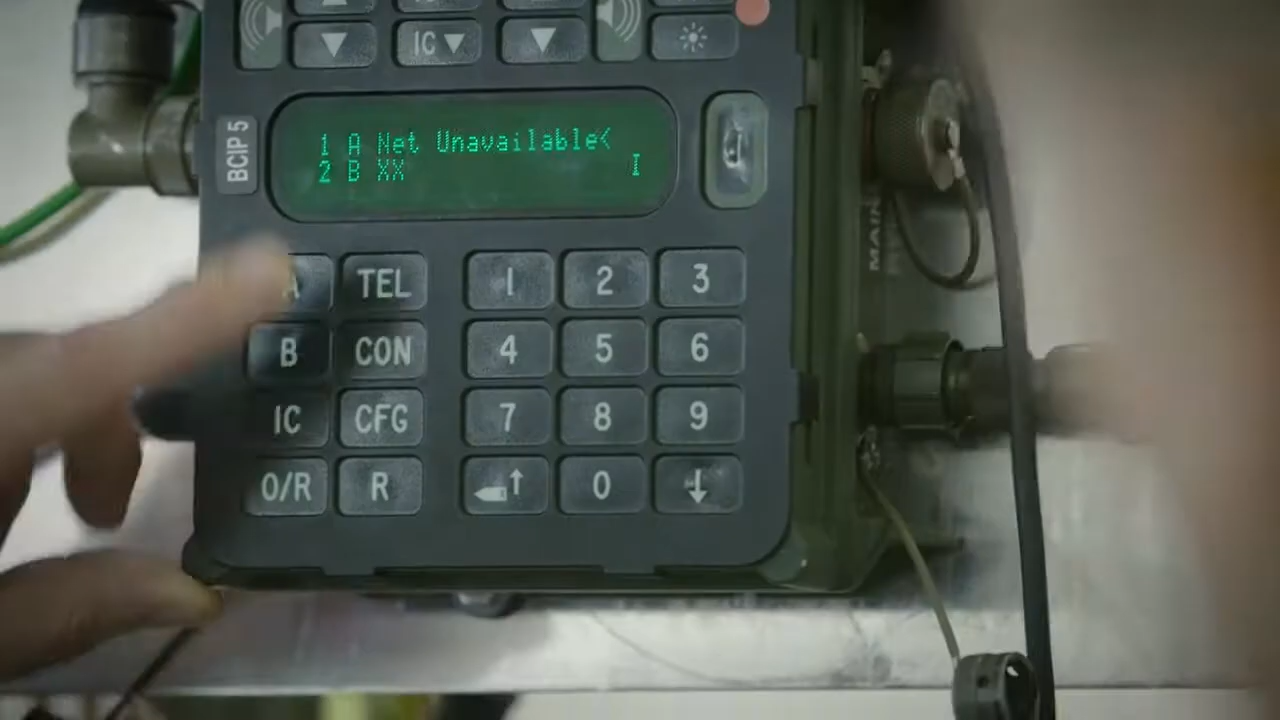 IC
BCIP 5
1 A Net Unavailable<
2 B XX I
MAIN
A TEL 1 2 3
B CON 4 5 6
IC CFG 7 8 9
O/R R 0